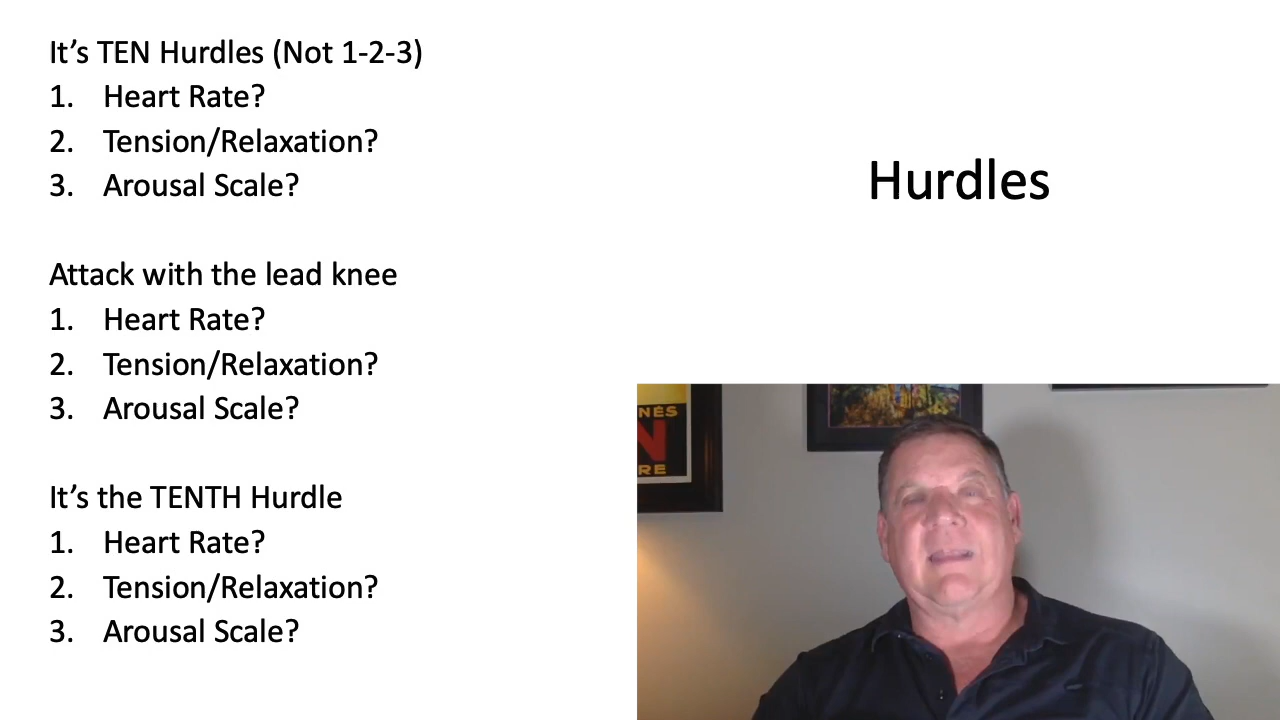 It’s TEN Hurdles (Not 1-2-3)
1. Heart Rate?
2. Tension/Relaxation?
3. Arousal Scale?
Attack with the lead knee
1. Heart Rate?
2. Tension/Relaxation?
3. Arousal Scale?
It’s the TENTH Hurdle
1. Heart Rate?
2. Tension/Relaxation?
3. Arousal Scale?
Hurdles
NÉS
N
RE